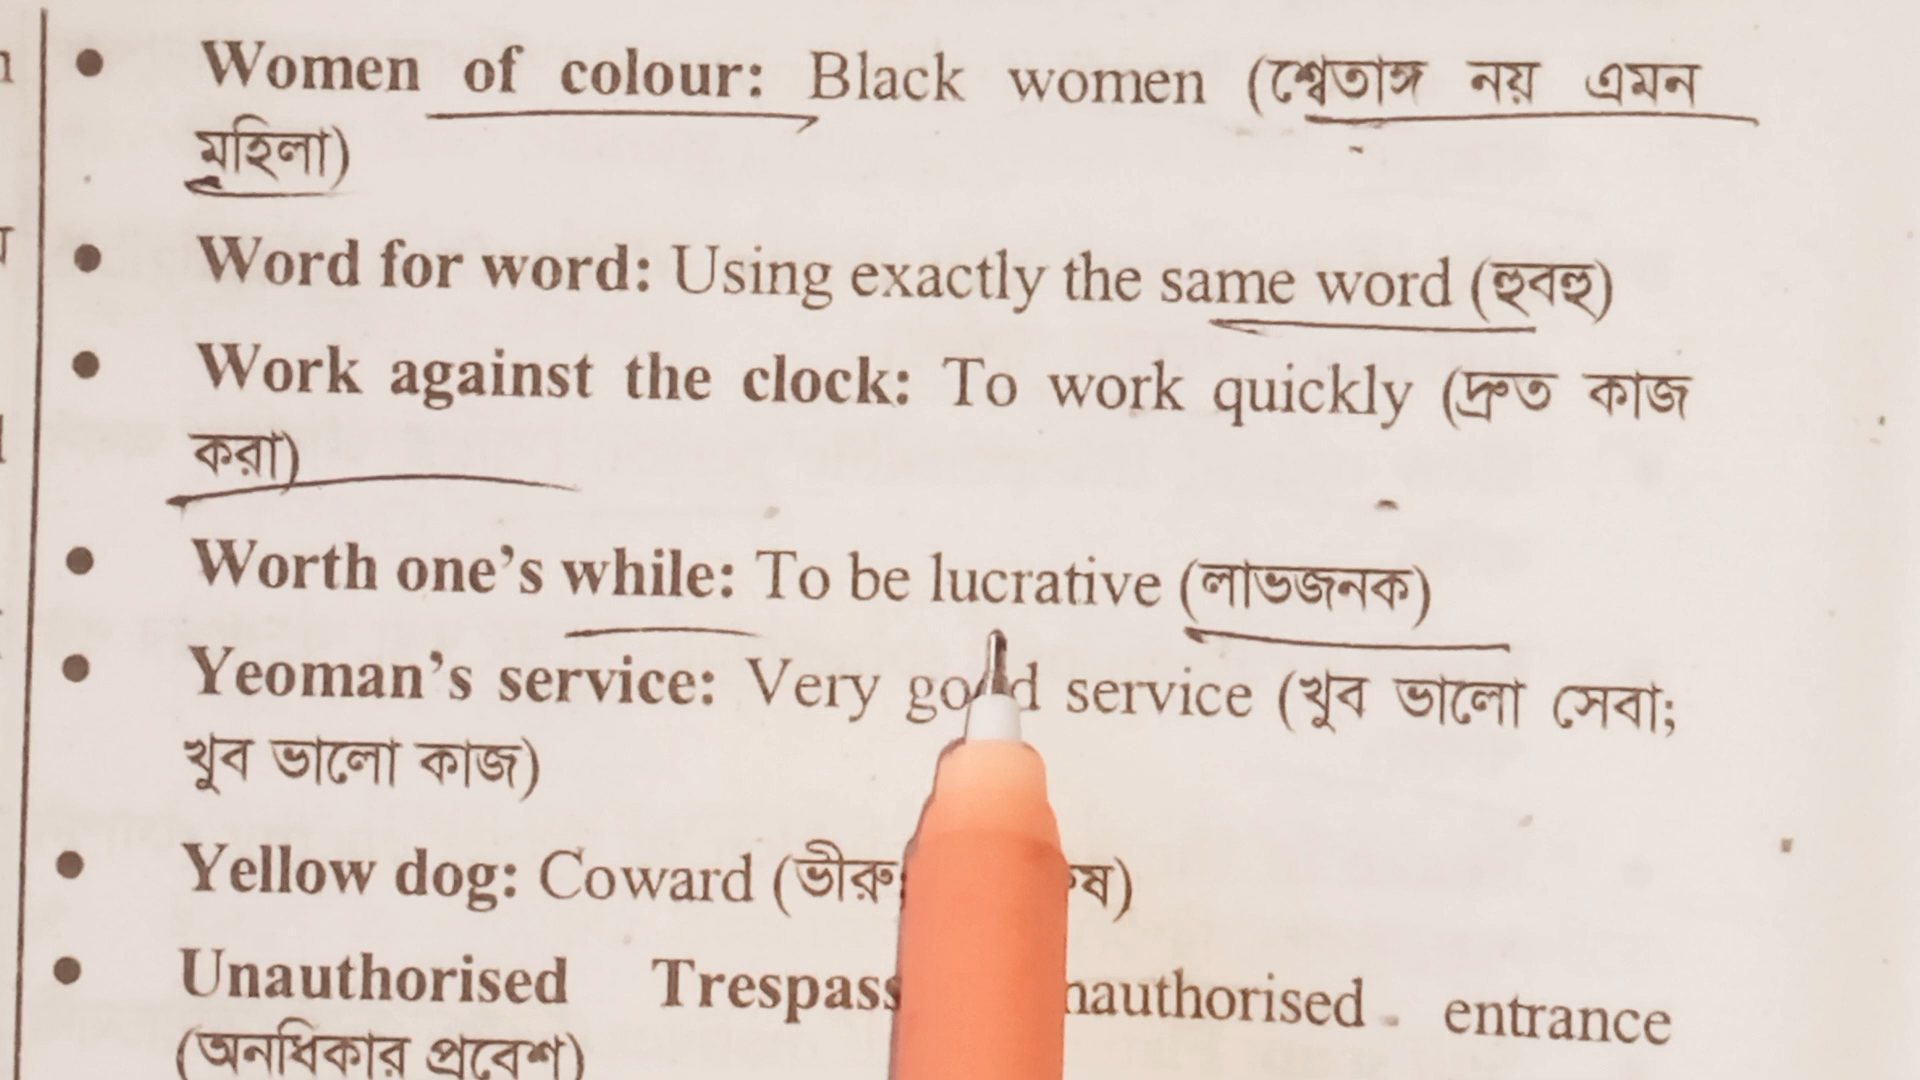 • Women of colour: Black women (শ্বেতাঙ্গ নয় এমন
মহিলা)
• Word for word: Using exactly the same word (হুবহু)
• Work against the clock: To work quickly (দ্রুত কাজ
করা)
• Worth one's while: To be lucrative (লাভজনক)
• Yeoman's service: Very good service (খুব ভালো সেবা;
খুব ভালো কাজ)
• Yellow dog: Coward (ভীরু
• Unauthorised Trespass entrance
(অনধিকার প্রবেশ)